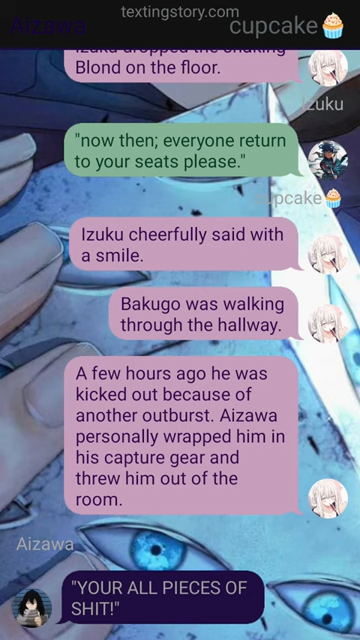 textingstory.com
Aizawa
cupcake🧁
Izuku dropped the shaking
Blond on the floor.
Izuku
"now then; everyone return
to your seats please."
cupcake🧁
Izuku cheerfully said with
a smile.
Bakugo was walking
through the hallway.
A few hours ago he was
kicked out because of
another outburst. Aizawa
personally wrapped him in
his capture gear and
threw him out of the
room.
Aizawa
"YOUR ALL PIECES OF
SHIT!"